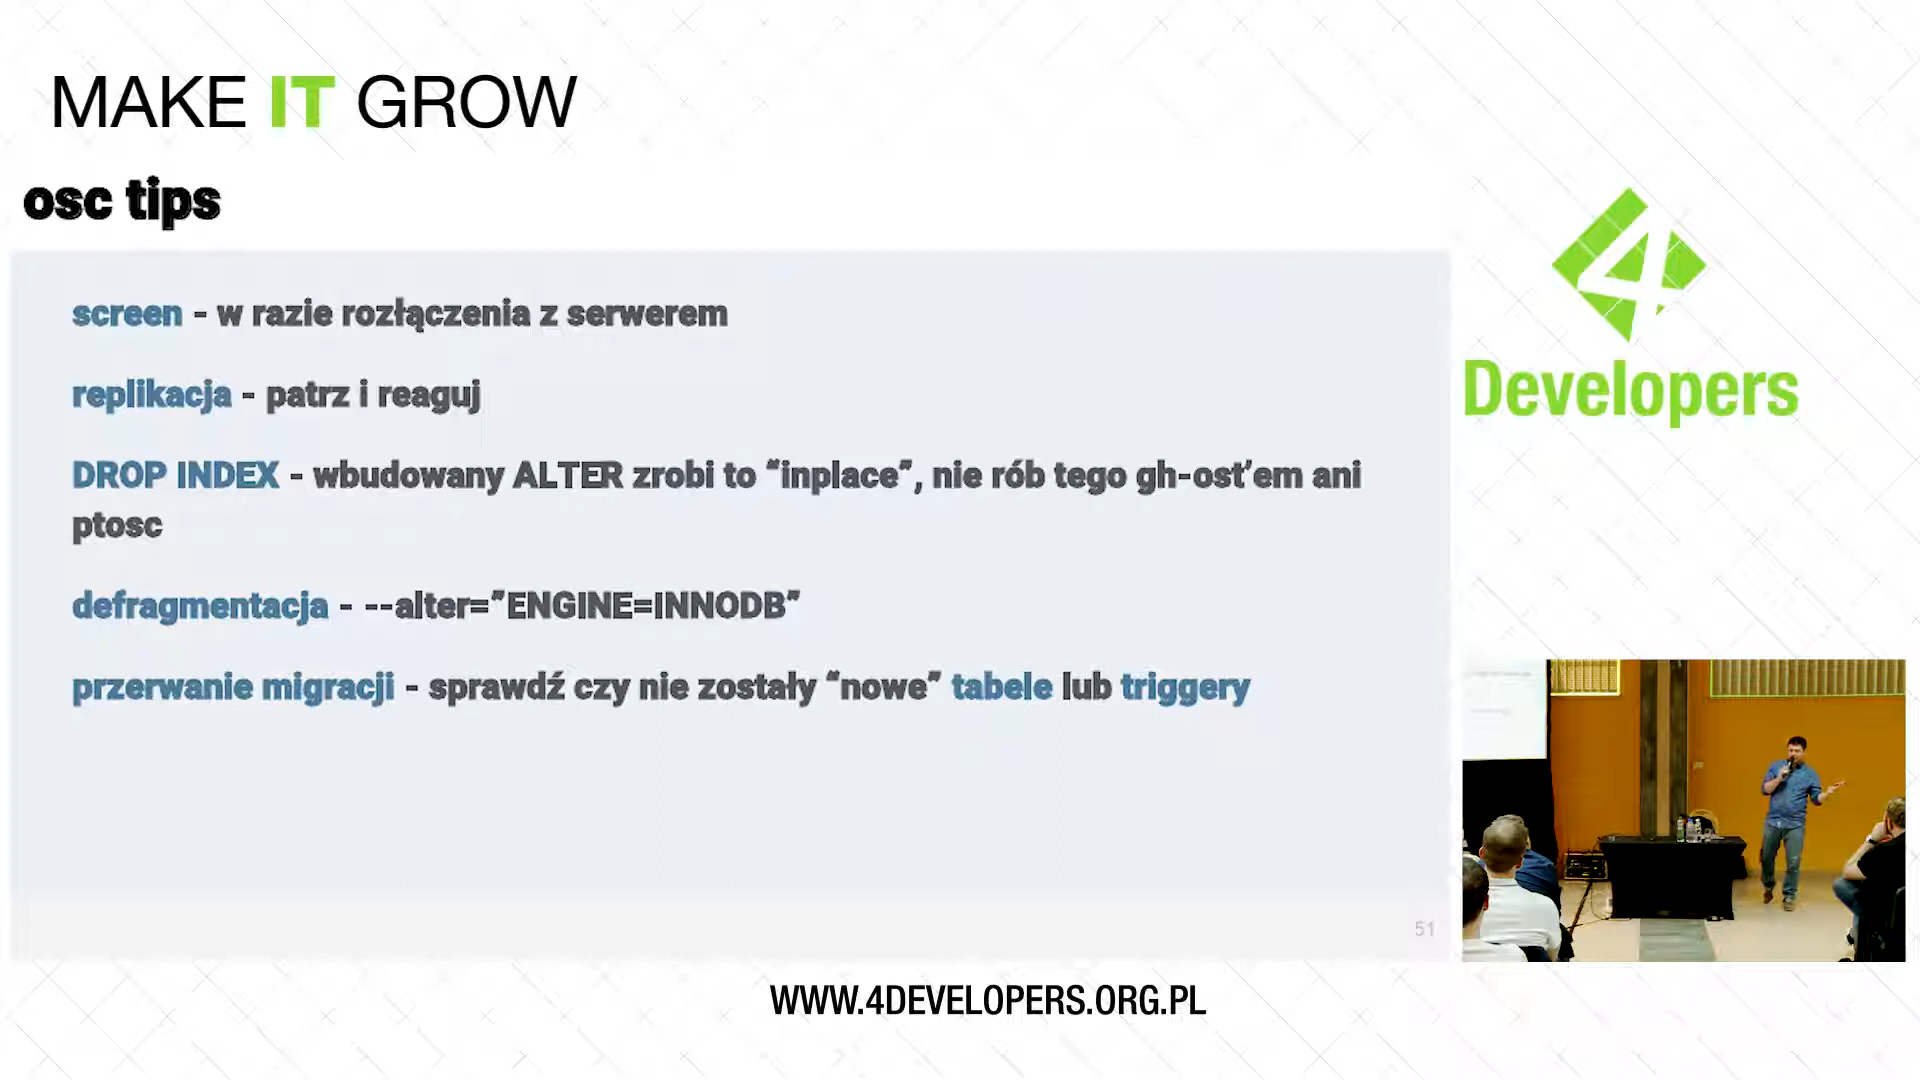 MAKE IT GROW
osc tips
screen - w razie rozłączenia z serwerem
replikacja - patrz i reaguj
DROP INDEX - wbudowany ALTER zrobi to “inplace”, nie rób tego gh-ost’em ani
ptosc
defragmentacja - --alter=”ENGINE=INNODB”
przerwanie migracji - sprawdź czy nie zostały “nowe” tabele lub triggery
51
4
Developers
WWW.4DEVELOPERS.ORG.PL